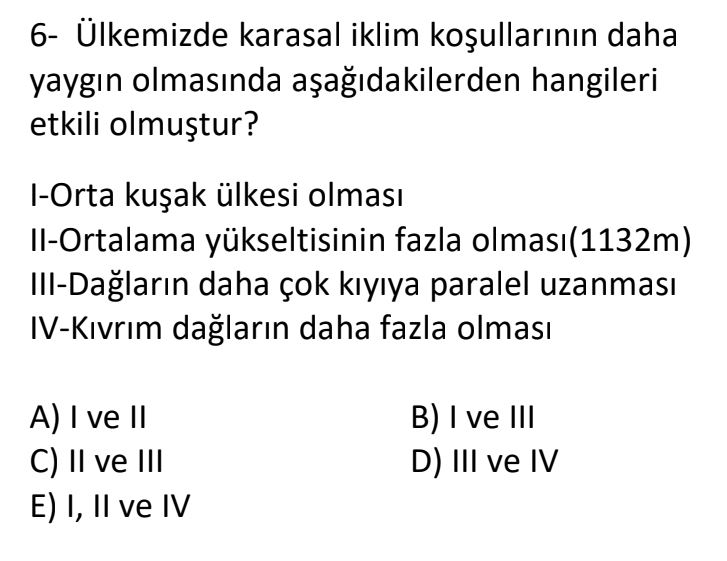 6- Ülkemizde karasal iklim koşullarının daha
yaygın olmasında aşağıdakilerden hangileri
etkili olmuştur?
I-Orta kuşak ülkesi olması
II-Ortalama yükseltisinin fazla olması(1132m)
III-Dağların daha çok kıyıya paralel uzanması
IV-Kıvrım dağların daha fazla olması
A) I ve II B) I ve III
C) II ve III D) III ve IV
E) I, II ve IV